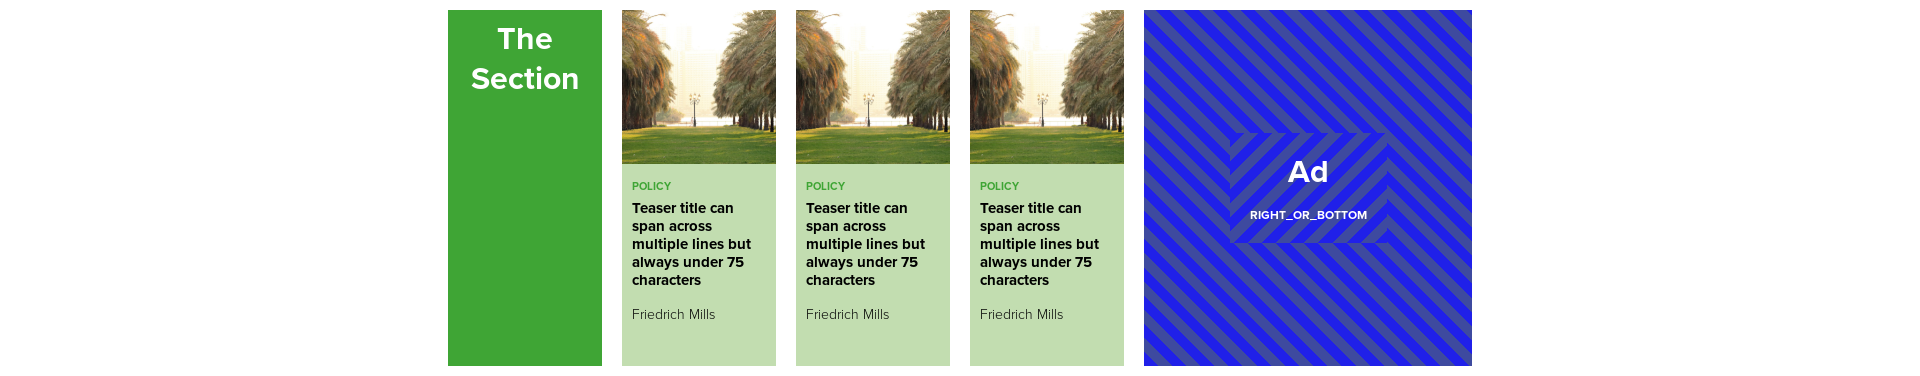 The
Section
POLICY
Teaser title can
span across
multiple lines but
always under 75
characters
Friedrich Mills
POLICY
Teaser title can
span across
multiple lines but
always under 75
characters
Friedrich Mills
POLICY
Teaser title can
span across
multiple lines but
always under 75
characters
Friedrich Mills
Ad
RIGHT_OR_BOTTOM